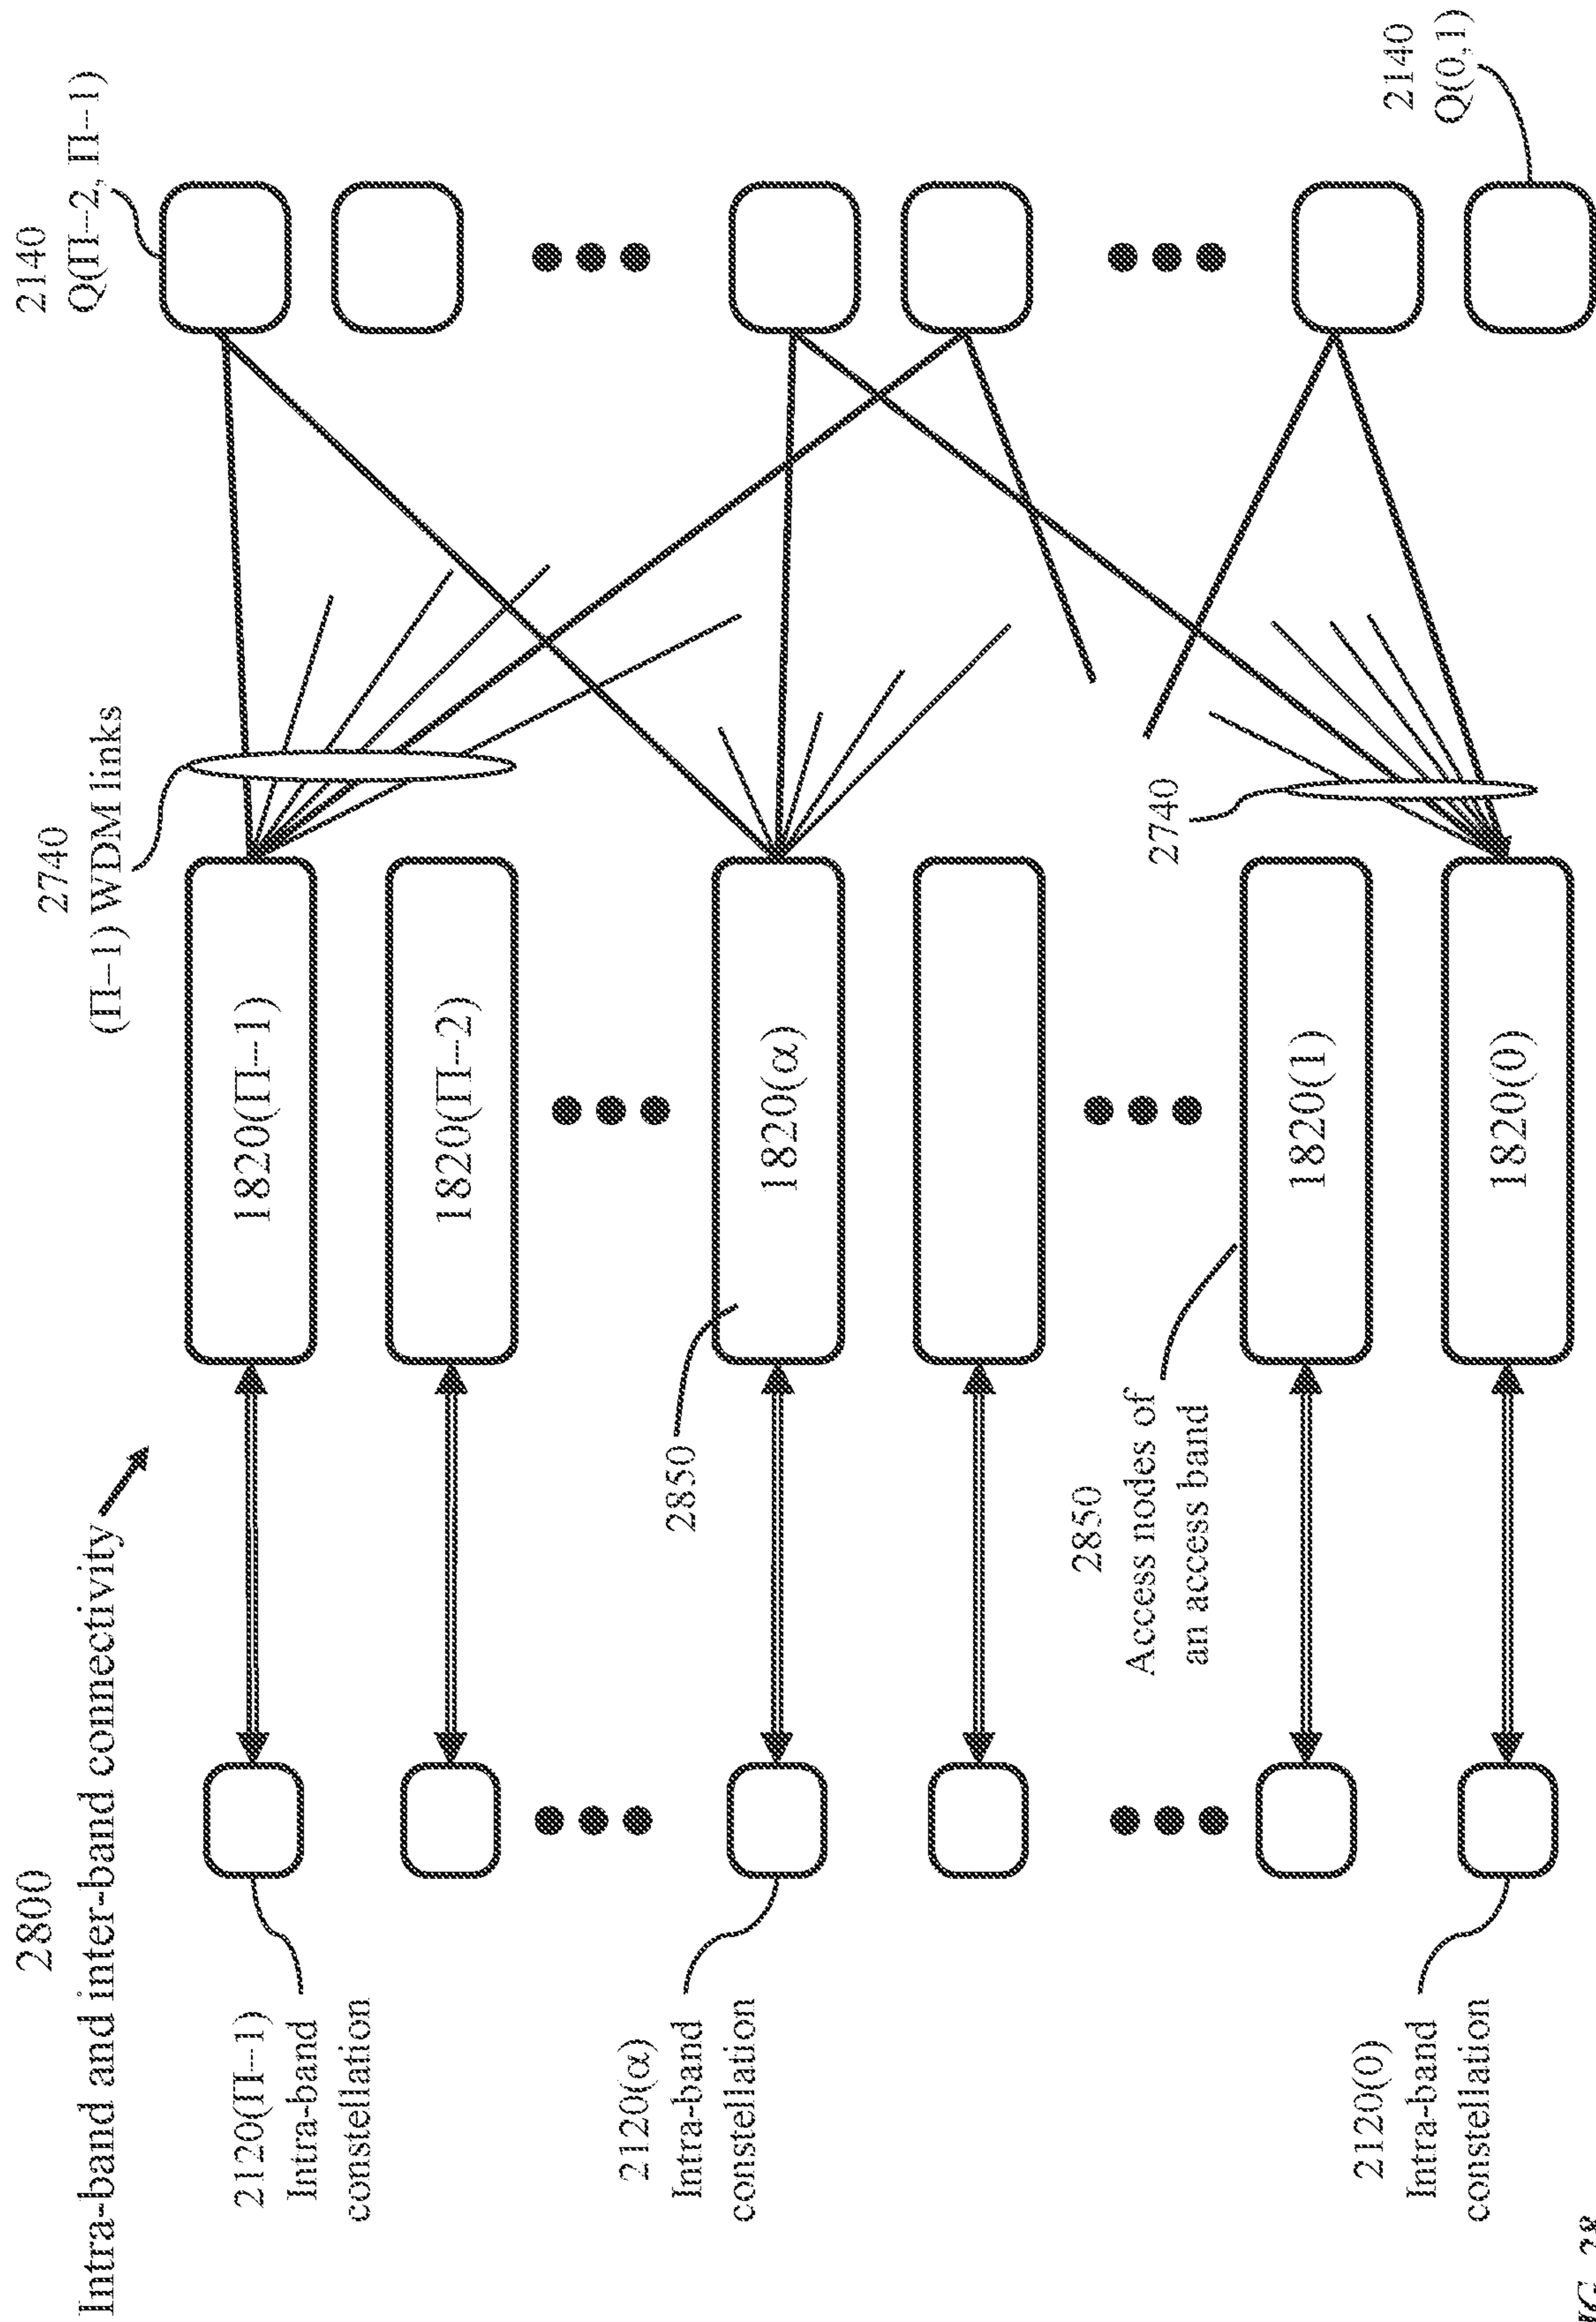 2800
Intra-band and inter-band connectivity
2120(Π−1)
Intra-band
constellation
2120(α)
Intra-band
constellation
2120(0)
Intra-band
constellation
2850
2850
Access nodes of
an access band
1820(Π−1)
1820(Π−2)
1820(α)
1820(1)
1820(0)
2740
(Π−1) WDM links
2740
2140
Q(Π−2, Π−1)
2140
Q(0,1)
28